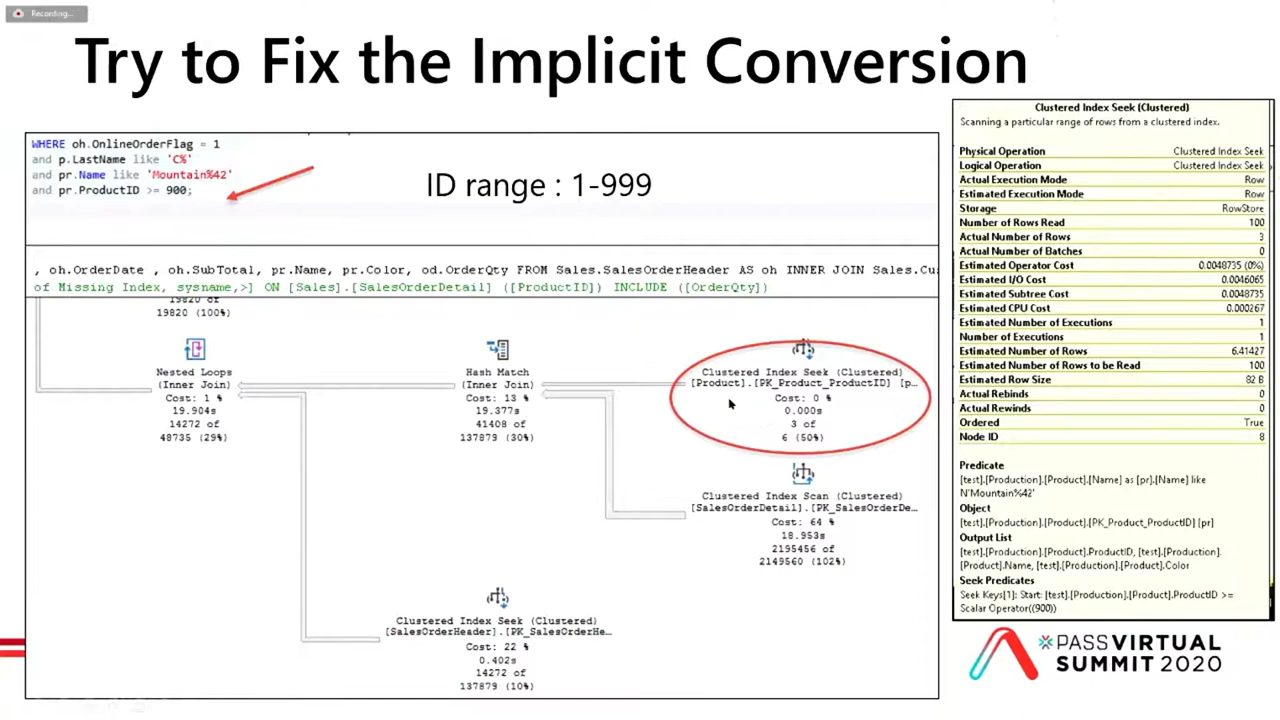 Recording...
Try to Fix the Implicit Conversion
WHERE oh.OnlineOrderFlag = 1
and p.LastName like 'C%'
and pr.Name like 'Mountain%42'
and pr.ProductID >= 900;
ID range : 1-999
, oh.OrderDate , oh.SubTotal, pr.Name, pr.Color, od.OrderQty FROM Sales.SalesOrderHeader AS oh INNER JOIN Sales.Cu
of Missing Index, sysname,>] ON [Sales].[SalesOrderDetail] ([ProductID]) INCLUDE ([OrderQty])
19820 of
19820 (100%)
Nested Loops
(Inner Join)
Cost: 1 %
19.904s
14272 of
48735 (29%)
Hash Match
(Inner Join)
Cost: 13 %
19.377s
41408 of
137879 (30%)
Clustered Index Seek (Clustered)
[Product].[PK_Product_ProductID] [p…
Cost: 0 %
0.000s
3 of
6 (50%)
Clustered Index Scan (Clustered)
[SalesOrderDetail].[PK_SalesOrderDe…
Cost: 64 %
18.953s
2195456 of
2149560 (102%)
Clustered Index Seek (Clustered)
[SalesOrderHeader].[PK_SalesOrderHe…
Cost: 22 %
0.402s
14272 of
137879 (10%)
Clustered Index Seek (Clustered)
Scanning a particular range of rows from a clustered index.
Physical Operation Clustered Index Seek
Logical Operation Clustered Index Seek
Actual Execution Mode Row
Estimated Execution Mode Row
Storage RowStore
Number of Rows Read 100
Actual Number of Rows 3
Actual Number of Batches 0
Estimated Operator Cost 0.0048735 (0%)
Estimated I/O Cost 0.0046065
Estimated Subtree Cost 0.0048735
Estimated CPU Cost 0.000267
Estimated Number of Executions 1
Number of Executions 1
Estimated Number of Rows 6.41427
Estimated Number of Rows to be Read 100
Estimated Row Size 82 B
Actual Rebinds 0
Actual Rewinds 0
Ordered True
Node ID 8
Predicate
[test].[Production].[Product].[Name] as [pr].[Name] like
N'Mountain%42'
Object
[test].[Production].[Product].[PK_Product_ProductID] [pr]
Output List
[test].[Production].[Product].ProductID, [test].[Production].
[Product].Name, [test].[Production].[Product].Color
Seek Predicates
Seek Keys[1]: Start: [test].[Production].[Product].ProductID >=
Scalar Operator((900))
PASS VIRTUAL
SUMMIT 2020